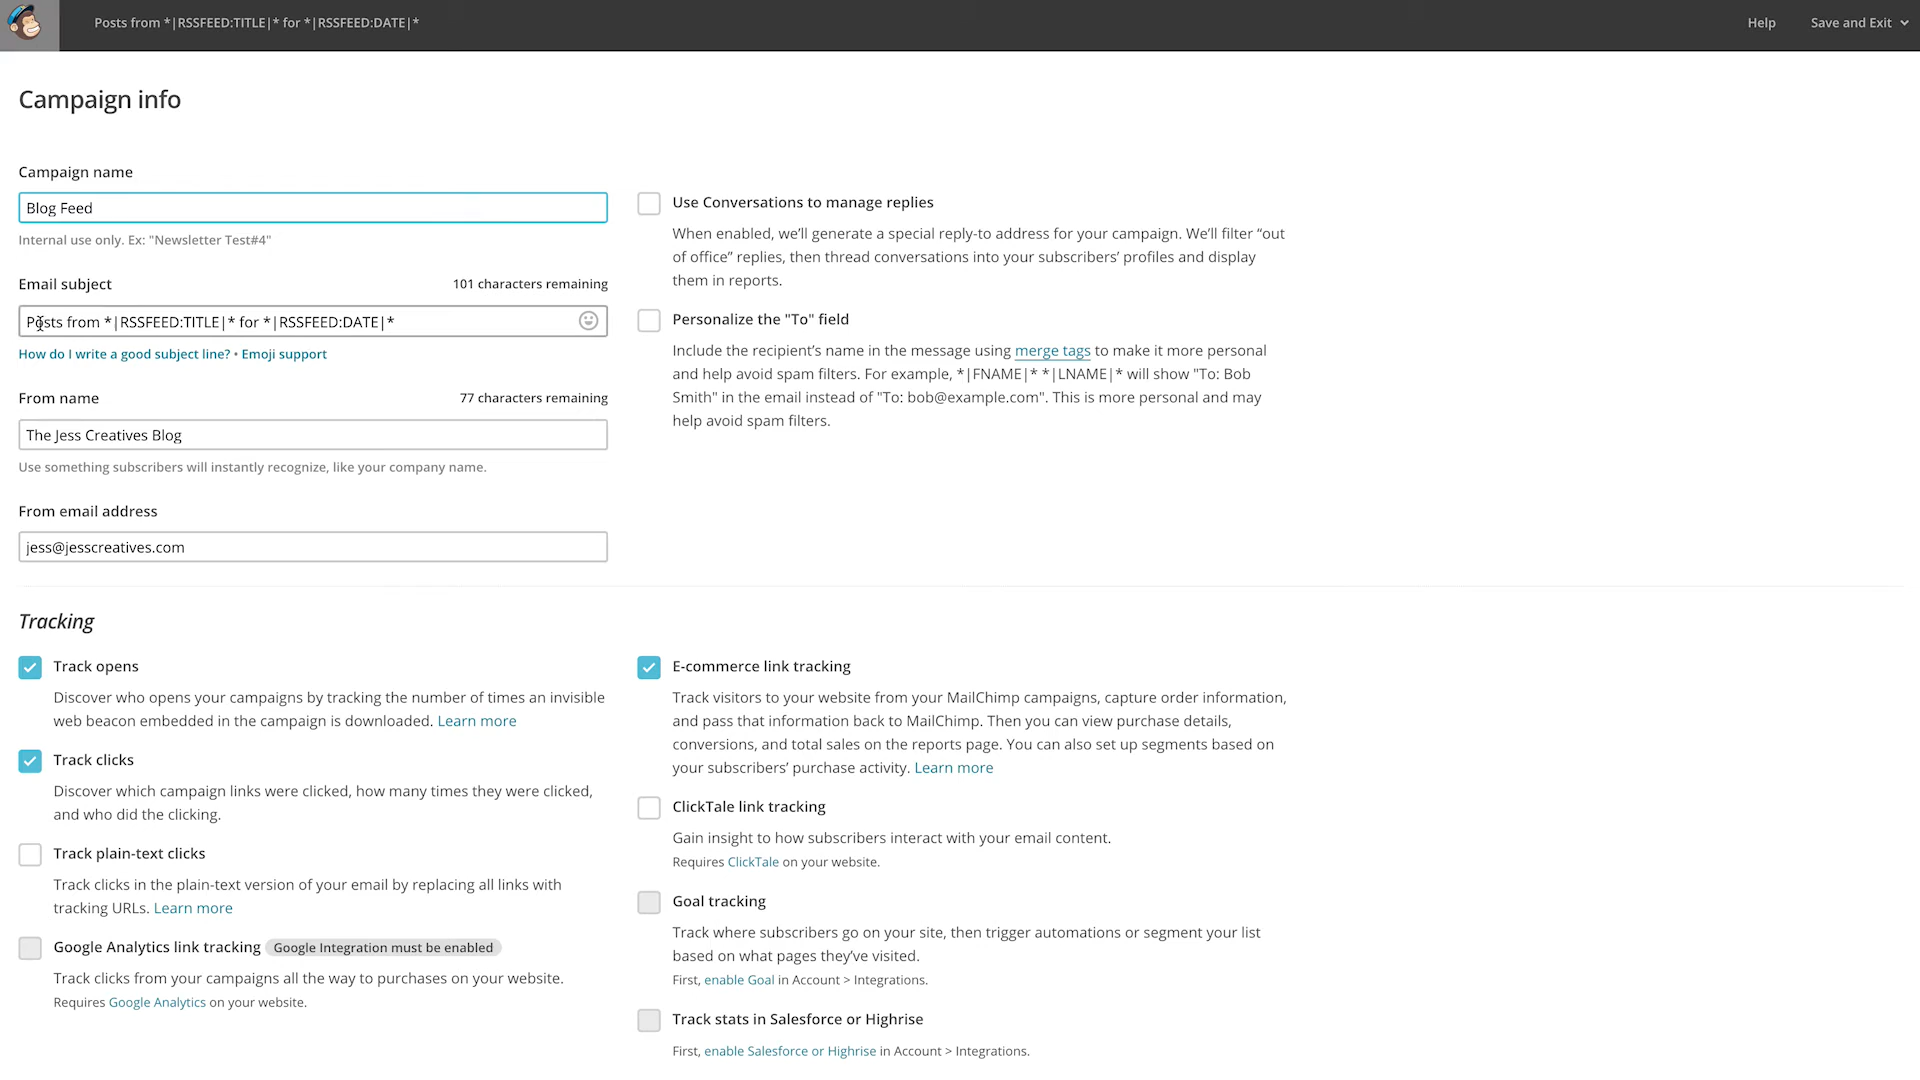 Posts from *|RSSFEED:TITLE|* for *|RSSFEED:DATE|*
Help
Save and Exit
Campaign info
Campaign name
Blog Feed
Internal use only. Ex: "Newsletter Test#4"
Email subject
101 characters remaining
Posts from *|RSSFEED:TITLE|* for *|RSSFEED:DATE|*
How do I write a good subject line? • Emoji support
From name
77 characters remaining
The Jess Creatives Blog
Use something subscribers will instantly recognize, like your company name.
From email address
jess@jesscreatives.com
Use Conversations to manage replies
When enabled, we’ll generate a special reply-to address for your campaign. We’ll filter “out
of office” replies, then thread conversations into your subscribers’ profiles and display
them in reports.
Personalize the "To" field
Include the recipient’s name in the message using merge tags to make it more personal
and help avoid spam filters. For example, *|FNAME|* *|LNAME|* will show "To: Bob
Smith" in the email instead of "To: bob@example.com". This is more personal and may
help avoid spam filters.
Tracking
Track opens
Discover who opens your campaigns by tracking the number of times an invisible
web beacon embedded in the campaign is downloaded. Learn more
Track clicks
Discover which campaign links were clicked, how many times they were clicked,
and who did the clicking.
Track plain-text clicks
Track clicks in the plain-text version of your email by replacing all links with
tracking URLs. Learn more
Google Analytics link tracking Google Integration must be enabled
Track clicks from your campaigns all the way to purchases on your website.
Requires Google Analytics on your website.
E-commerce link tracking
Track visitors to your website from your MailChimp campaigns, capture order information,
and pass that information back to MailChimp. Then you can view purchase details,
conversions, and total sales on the reports page. You can also set up segments based on
your subscribers’ purchase activity. Learn more
ClickTale link tracking
Gain insight to how subscribers interact with your email content.
Requires ClickTale on your website.
Goal tracking
Track where subscribers go on your site, then trigger automations or segment your list
based on what pages they’ve visited.
First, enable Goal in Account > Integrations.
Track stats in Salesforce or Highrise
First, enable Salesforce or Highrise in Account > Integrations.